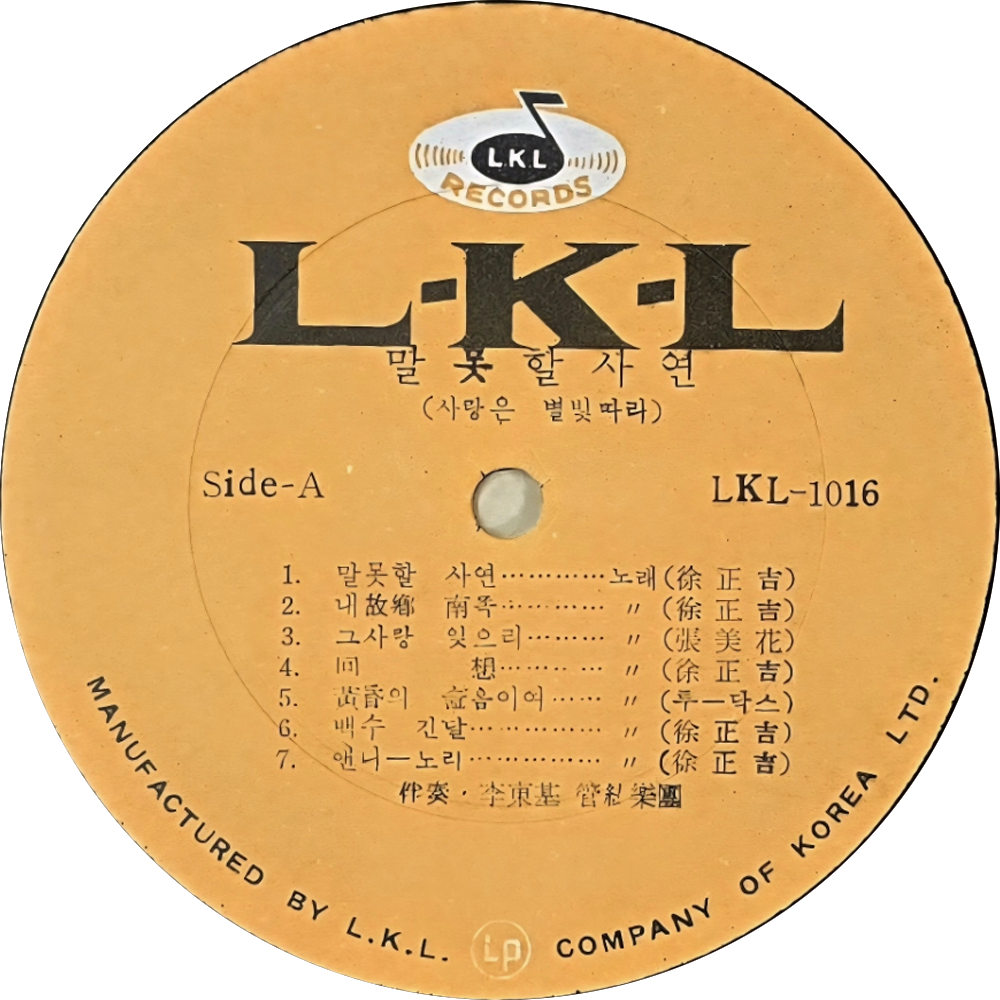 L.K.L
RECORDS
L-K-L
말 못 할 사 연
(사랑은 별빛따라)
Side-A
LKL-1016
1. 말못할 사연…………노래(徐 正 吉)
2. 내故鄕 南쪽………… 〃 (徐 正 吉)
3. 그사랑 잊으리……… 〃 (張 美 花)
4. 回 想………… 〃 (徐 正 吉)
5. 黃昏의 이여…… 〃 (투—닥스)
6. 백수 긴달…………… 〃 (徐 正 吉)
7. 앤니—노리…………… 〃 (徐 正 吉)
伴奏・李東基 管絃樂團
MANUFACTURED BY L.K.L. COMPANY OF KOREA LTD.
Lp